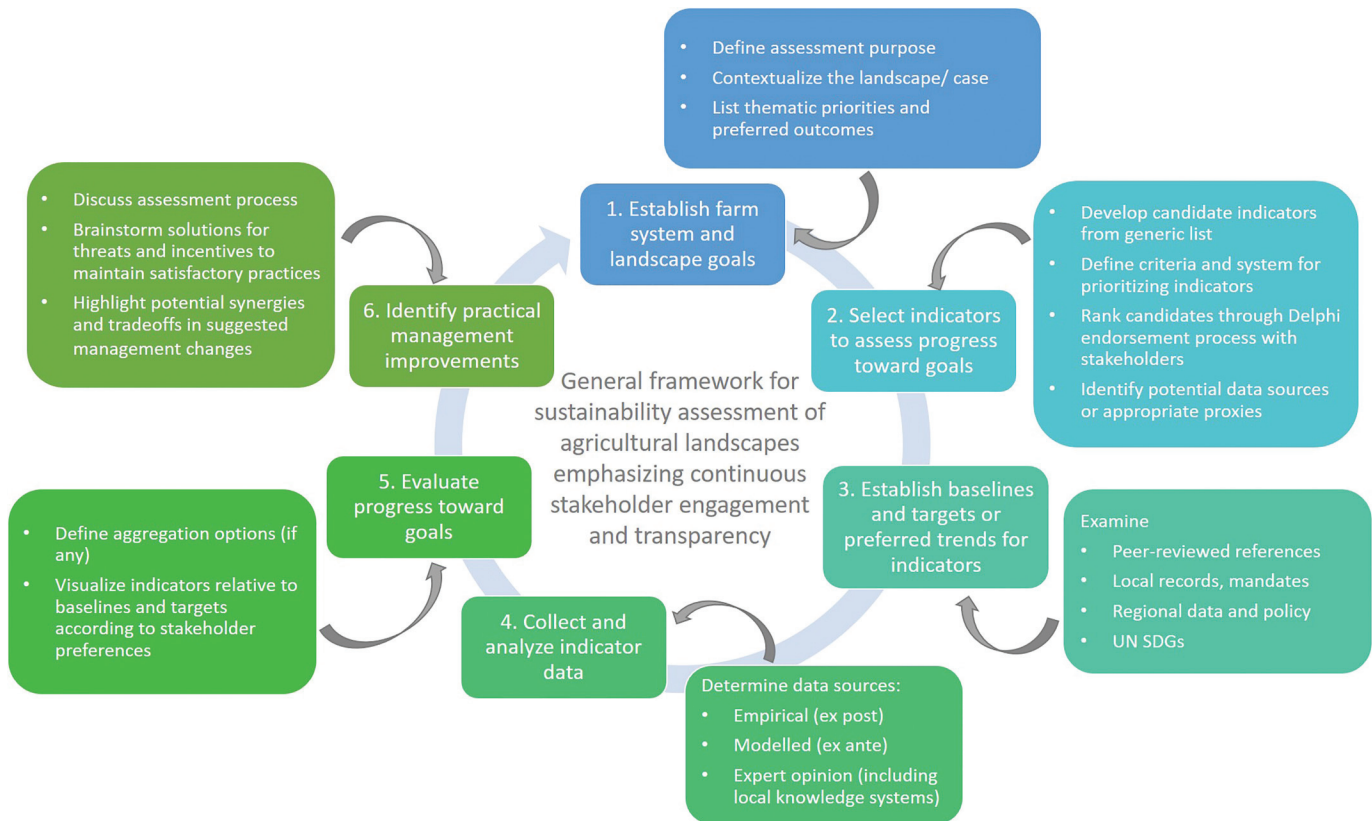 • Define assessment purpose
• Contextualize the landscape/ case
• List thematic priorities and
preferred outcomes
1. Establish farm
system and
landscape goals
• Develop candidate indicators
from generic list
• Define criteria and system for
prioritizing indicators
• Rank candidates through Delphi
endorsement process with
stakeholders
• Identify potential data sources
or appropriate proxies
2. Select indicators
to assess progress
toward goals
3. Establish baselines
and targets or
preferred trends for
indicators
Examine
• Peer-reviewed references
• Local records, mandates
• Regional data and policy
• UN SDGs
4. Collect and
analyze indicator
data
Determine data sources:
• Empirical (ex post)
• Modelled (ex ante)
• Expert opinion (including
local knowledge systems)
5. Evaluate
progress toward
goals
• Define aggregation options (if
any)
• Visualize indicators relative to
baselines and targets
according to stakeholder
preferences
6. Identify practical
management
improvements
• Discuss assessment process
• Brainstorm solutions for
threats and incentives to
maintain satisfactory practices
• Highlight potential synergies
and tradeoffs in suggested
management changes
General framework for
sustainability assessment of
agricultural landscapes
emphasizing continuous
stakeholder engagement
and transparency